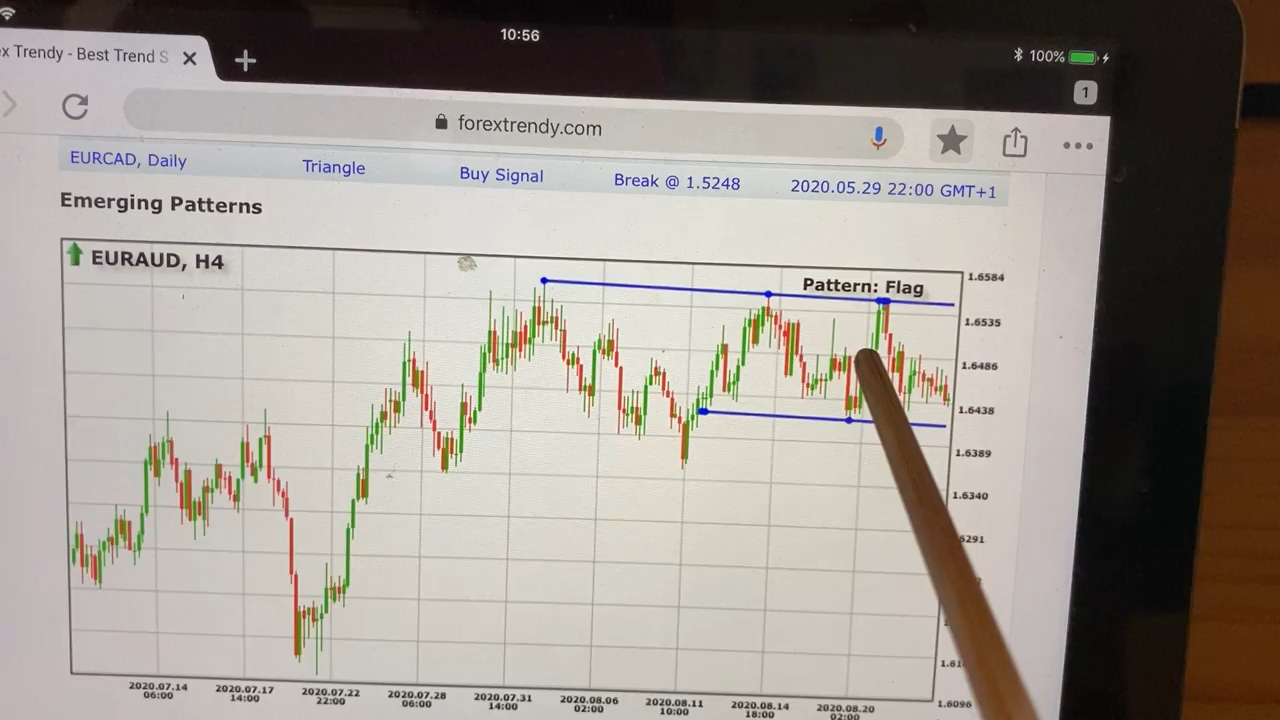 10:56
100%
x Trendy - Best Trend S
1
forextrendy.com
EURCAD, Daily Triangle Buy Signal Break @ 1.5248 2020.05.29 22:00 GMT+1
Emerging Patterns
EURAUD, H4
Pattern: Flag
1.6584
1.6535
1.6486
1.6438
1.6389
1.6340
6291
1.6096
2020.07.14 2020.07.17 2020.07.22 2020.07.28 2020.07.31 2020.08.06 2020.08.11 2020.08.14 2020.08.20
06:00 14:00 22:00 06:00 14:00 02:00 10:00 18:00 02:00